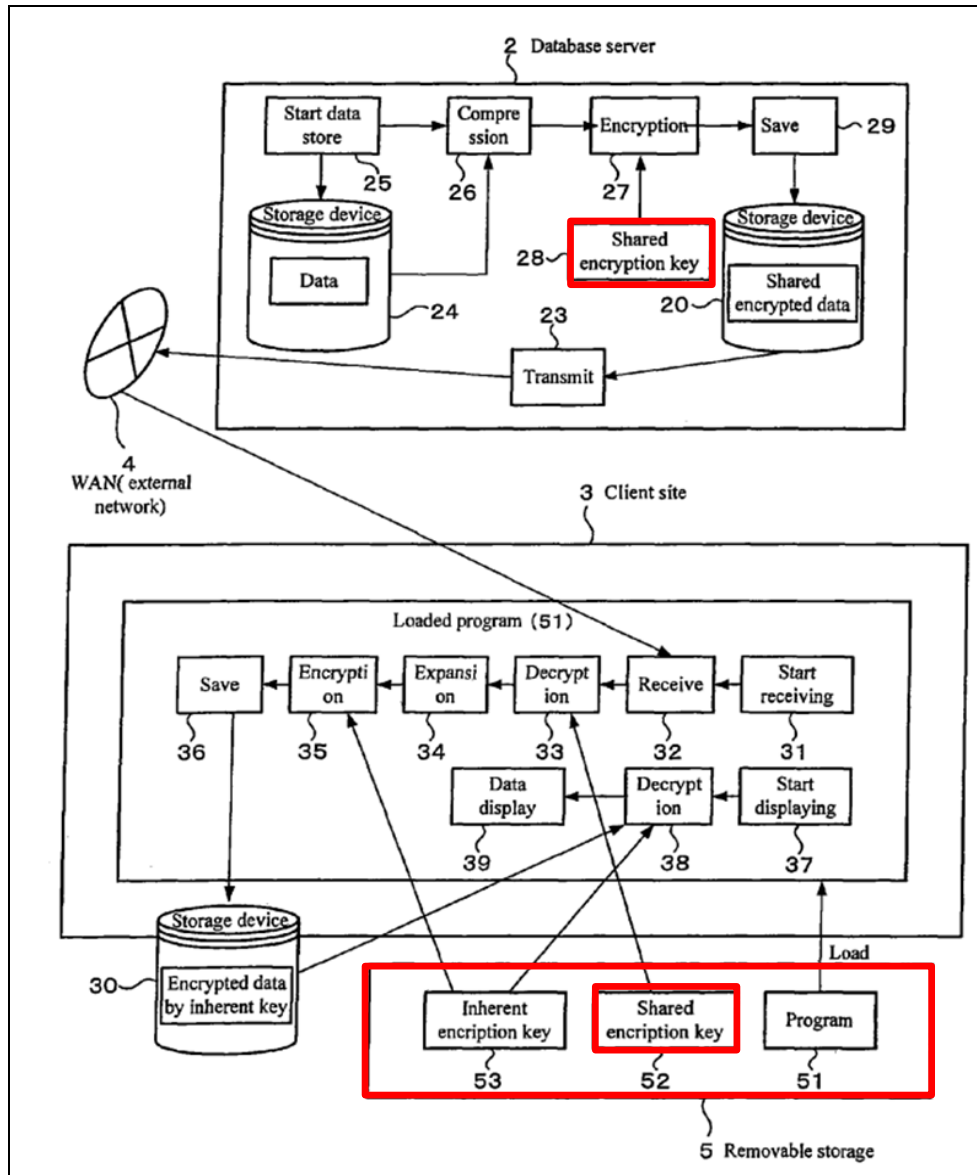 2 Database server
Start data
store
25
Compre
ssion
26
Encryption
27
Save
29
Storage device
Data
24
28
Shared
encryption key
Storage device
20
Shared
encrypted data
23
Transmit
4
WAN( external
network)
3 Client site
Loaded program (51)
Save
36
Encrypti
on
35
Expansi
on
34
Decrypt
ion
33
Receive
32
Start
receiving
31
Data
display
39
Decrypt
ion
38
Start
displaying
37
Storage device
30
Encrypted data
by inherent key
Load
Inherent
encription key
53
Shared
encription key
52
Program
51
5 Removable storage